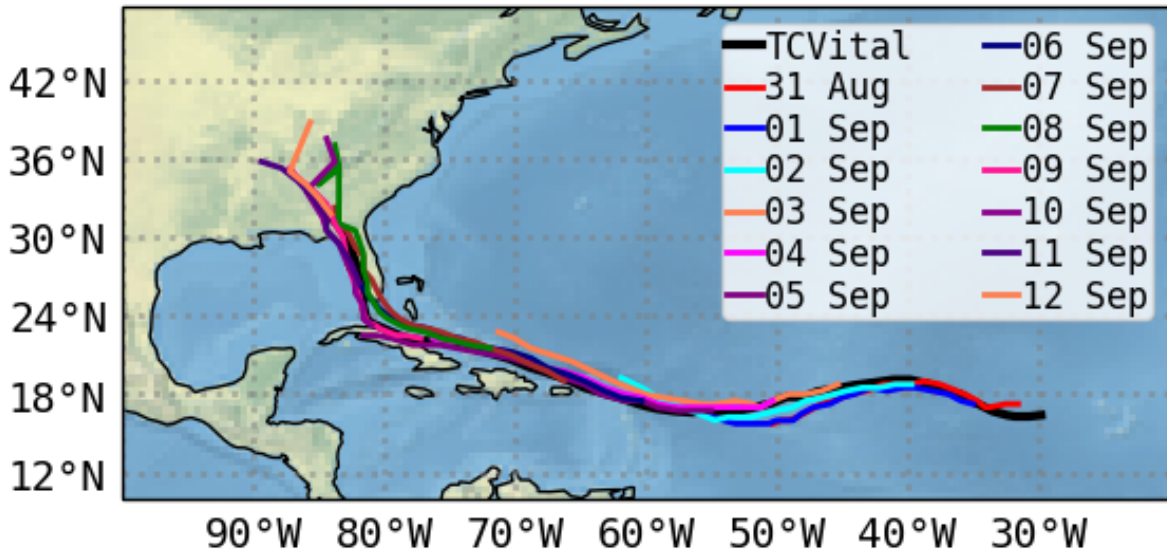 TCVital 06 Sep
31 Aug 07 Sep
01 Sep 08 Sep
02 Sep 09 Sep
03 Sep 10 Sep
04 Sep 11 Sep
05 Sep 12 Sep
42°N
36°N
30°N
24°N
18°N
12°N
90°W 80°W 70°W 60°W 50°W 40°W 30°W